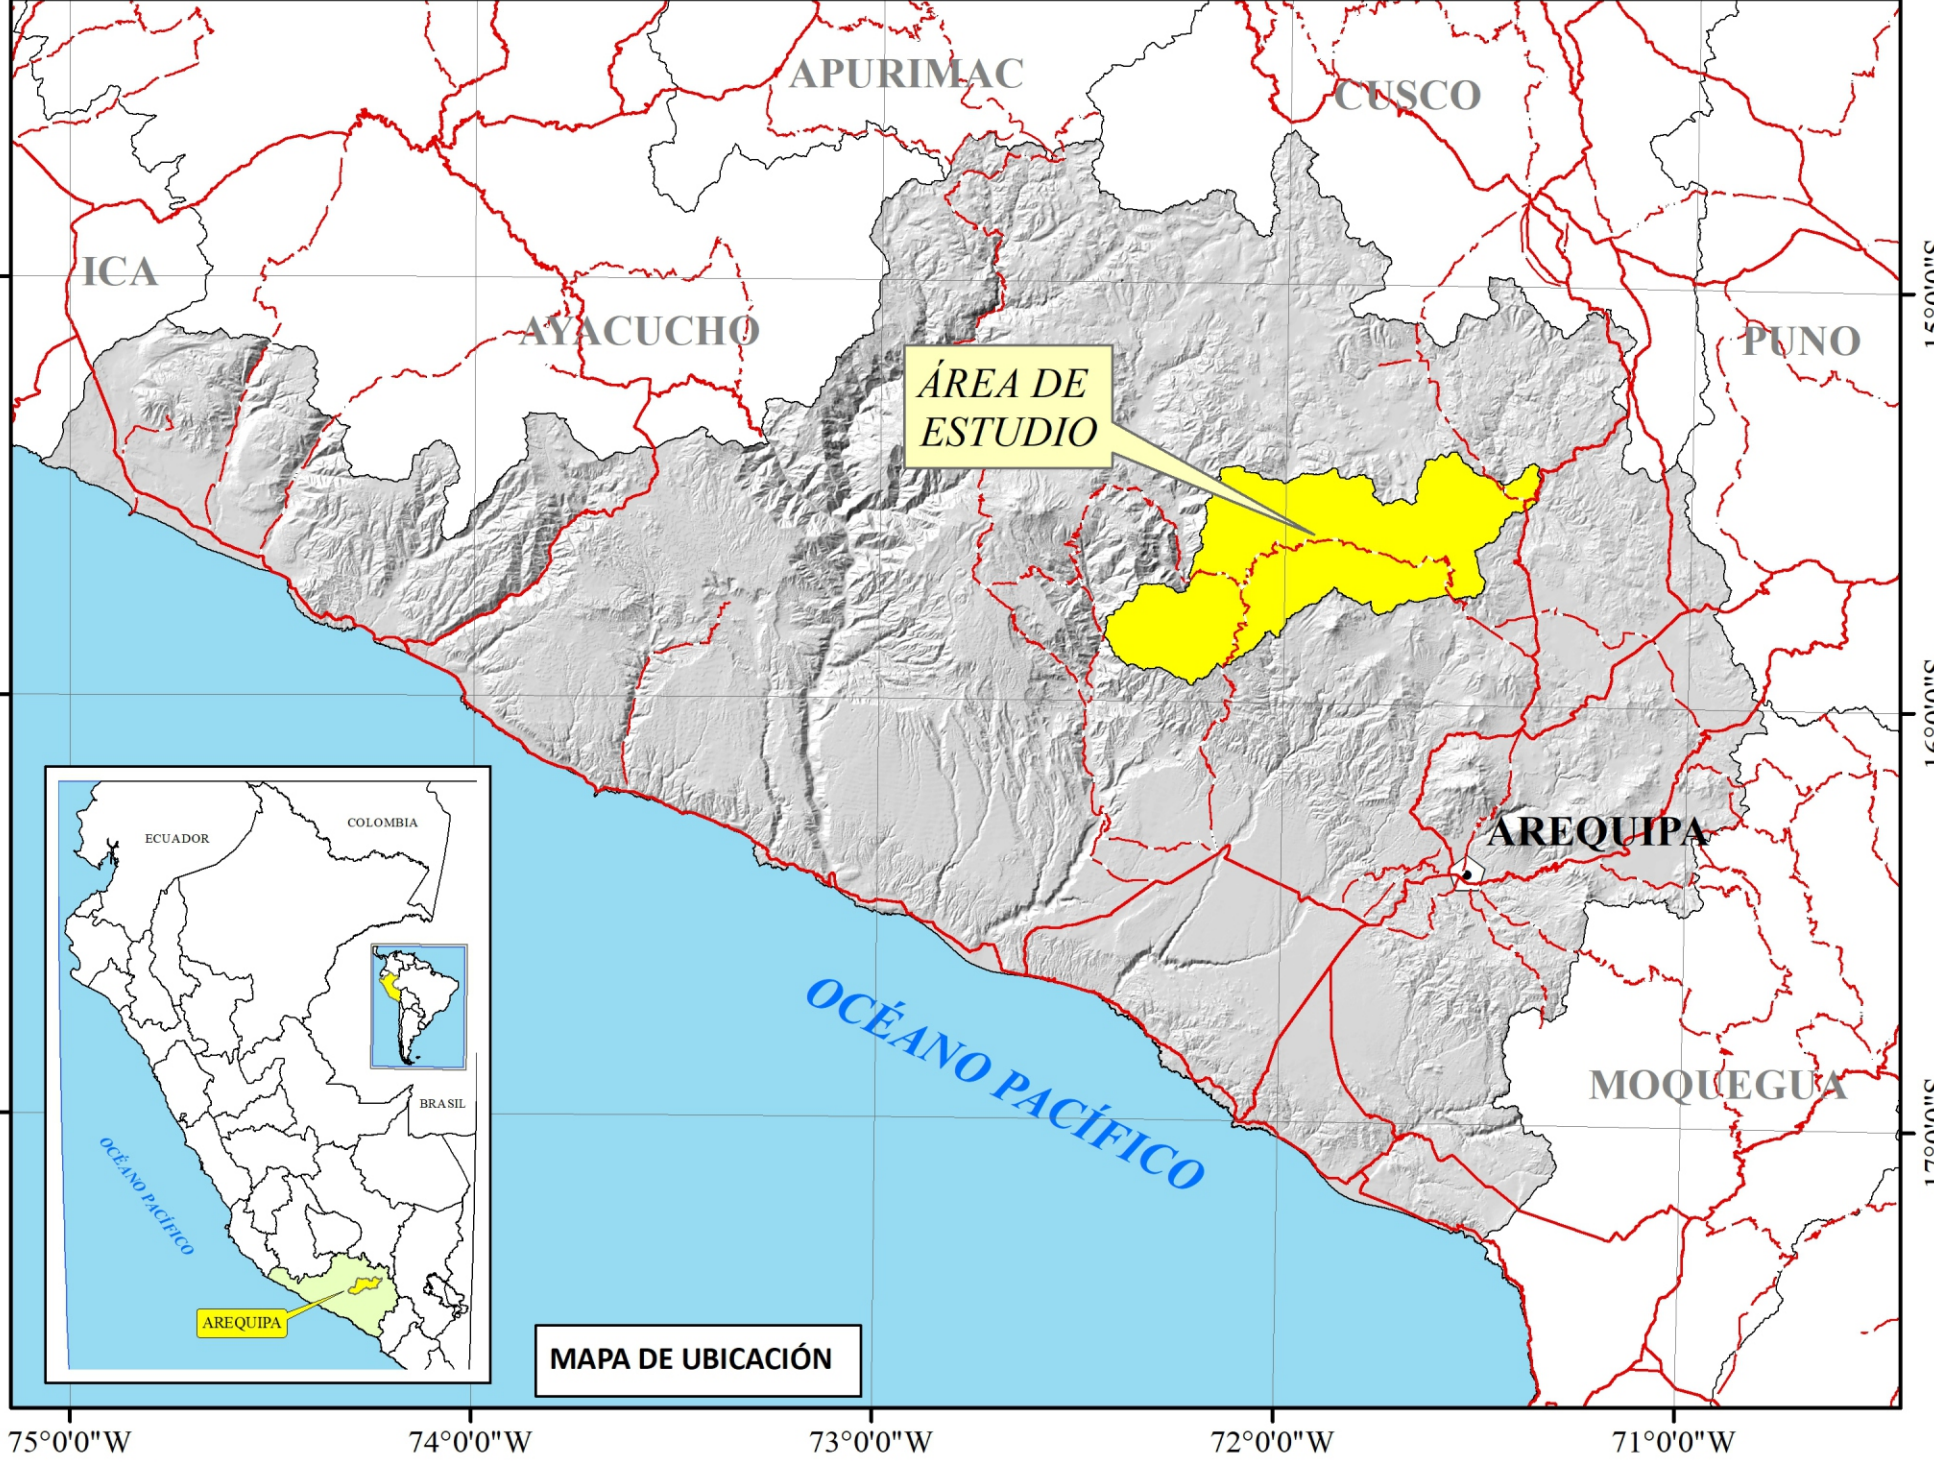 APURIMAC
CUSCO
ICA
AYACUCHO
PUNO
ÁREA DE
ESTUDIO
15°0'0"S
16°0'0"S
AREQUIPA
OCÉANO PACÍFICO
MOQUEGUA
17°0'0"S
ECUADOR
COLOMBIA
BRASIL
OCÉANO PACÍFICO
AREQUIPA
MAPA DE UBICACIÓN
75°0'0"W
74°0'0"W
73°0'0"W
72°0'0"W
71°0'0"W